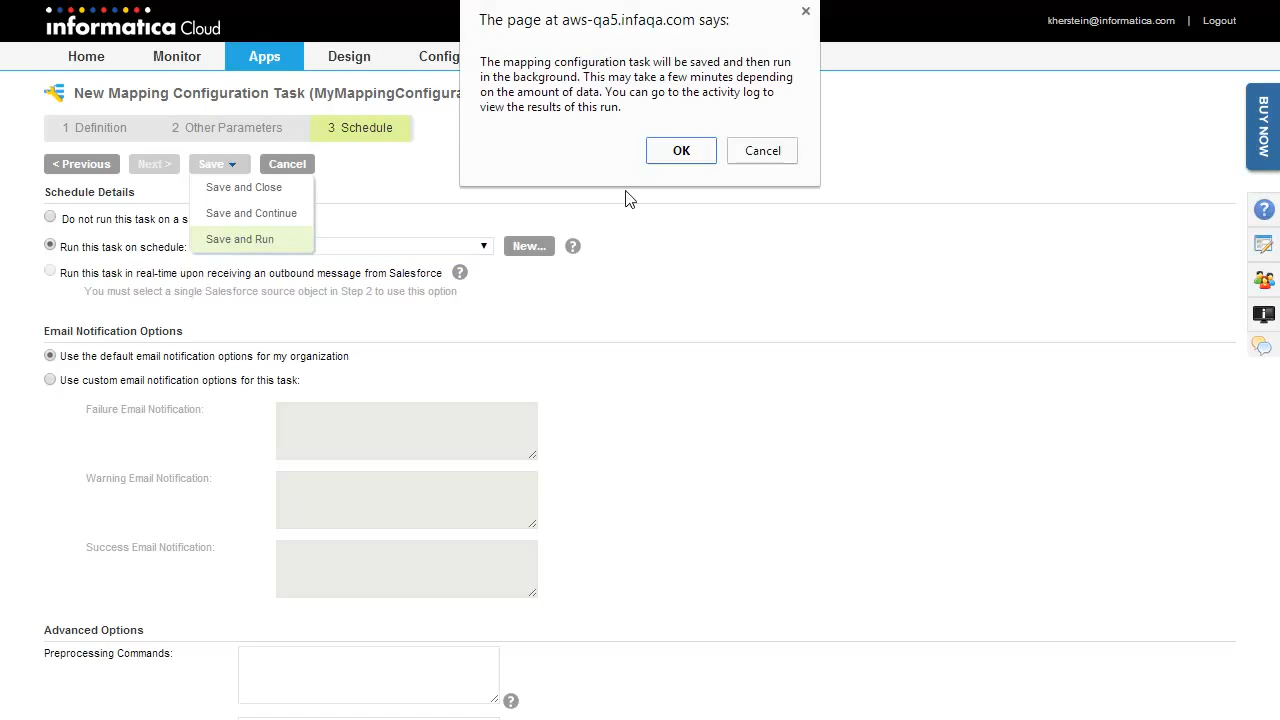 informatica Cloud
kherstein@informatica.com | Logout
The page at aws-qa5.infaqa.com says:
The mapping configuration task will be saved and then run
in the background. This may take a few minutes depending
on the amount of data. You can go to the activity log to
view the results of this run.
OK Cancel
Home Monitor Apps Design Config
New Mapping Configuration Task (MyMappingConfigura
1 Definition 2 Other Parameters 3 Schedule
< Previous Next > Save Cancel
Save and Close
Save and Continue
Save and Run
BUY NOW
Schedule Details
Do not run this task on a s
Run this task on schedule: New... ?
Run this task in real-time upon receiving an outbound message from Salesforce ?
You must select a single Salesforce source object in Step 2 to use this option
Email Notification Options
Use the default email notification options for my organization
Use custom email notification options for this task:
Failure Email Notification:
Warning Email Notification:
Success Email Notification:
Advanced Options
Preprocessing Commands: ?